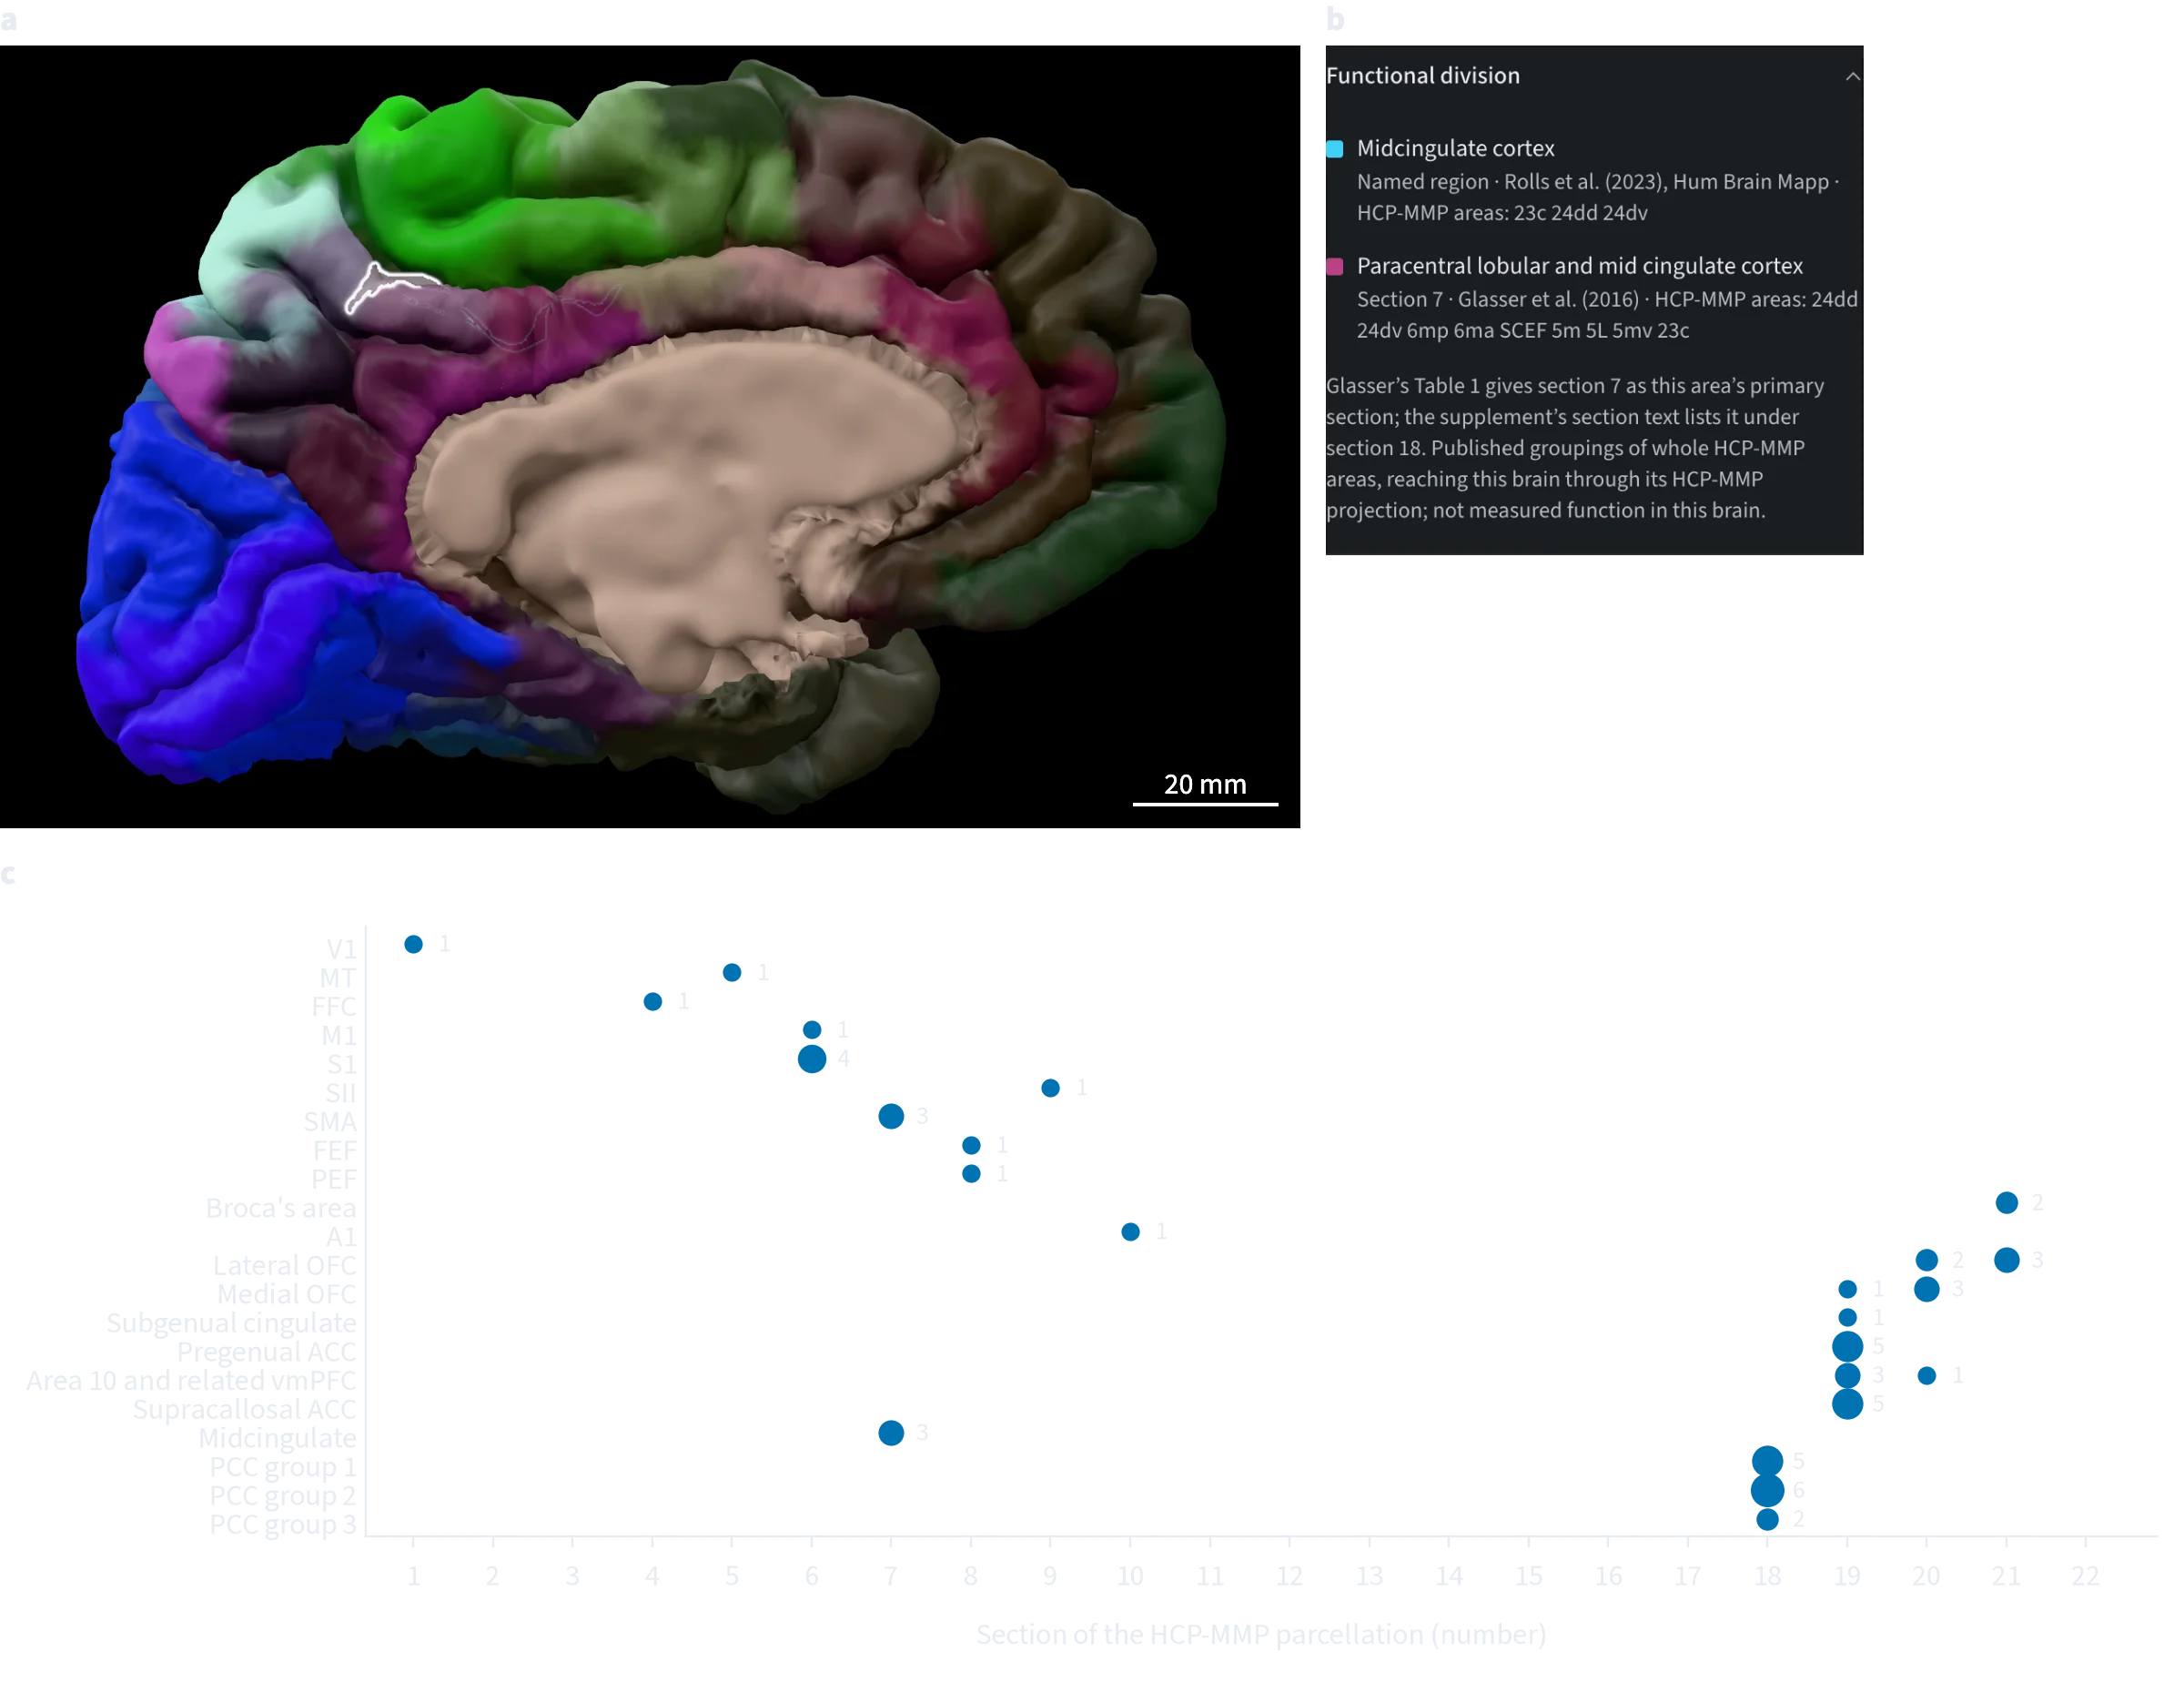 a
20 mm
b
Functional division
Midcingulate cortex
Named region · Rolls et al. (2023), Hum Brain Mapp ·
HCP-MMP areas: 23c 24dd 24dv
Paracentral lobular and mid cingulate cortex
Section 7 · Glasser et al. (2016) · HCP-MMP areas: 24dd
24dv 6mp 6ma SCEF 5m 5L 5mv 23c
Glasser’s Table 1 gives section 7 as this area’s primary
section; the supplement’s section text lists it under
section 18. Published groupings of whole HCP-MMP
areas, reaching this brain through its HCP-MMP
projection; not measured function in this brain.
c
V1 1
MT 1
FFC 1
M1 1
S1 4
SII 1
SMA 3
FEF 1
PEF 1
Broca's area 2
A1 1
Lateral OFC 2 3
Medial OFC 1 3
Subgenual cingulate 1
Pregenual ACC 5
Area 10 and related vmPFC 3 1
Supracallosal ACC 5
Midcingulate 3
PCC group 1 5
PCC group 2 6
PCC group 3 2
1 2 3 4 5 6 7 8 9 10 11 12 13 14 15 16 17 18 19 20 21 22
Section of the HCP-MMP parcellation (number)